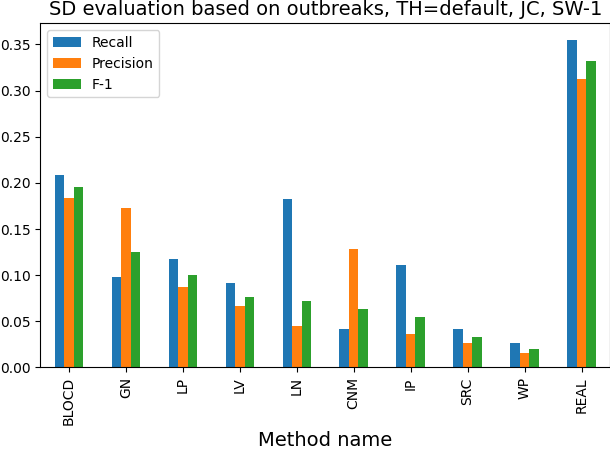 SD evaluation based on outbreaks, TH=default, JC, SW-1
Recall
Precision
F-1
0.35
0.30
0.25
0.20
0.15
0.10
0.05
0.00
BLOCD
GN
LP
LV
LN
CNM
IP
SRC
WP
REAL
Method name